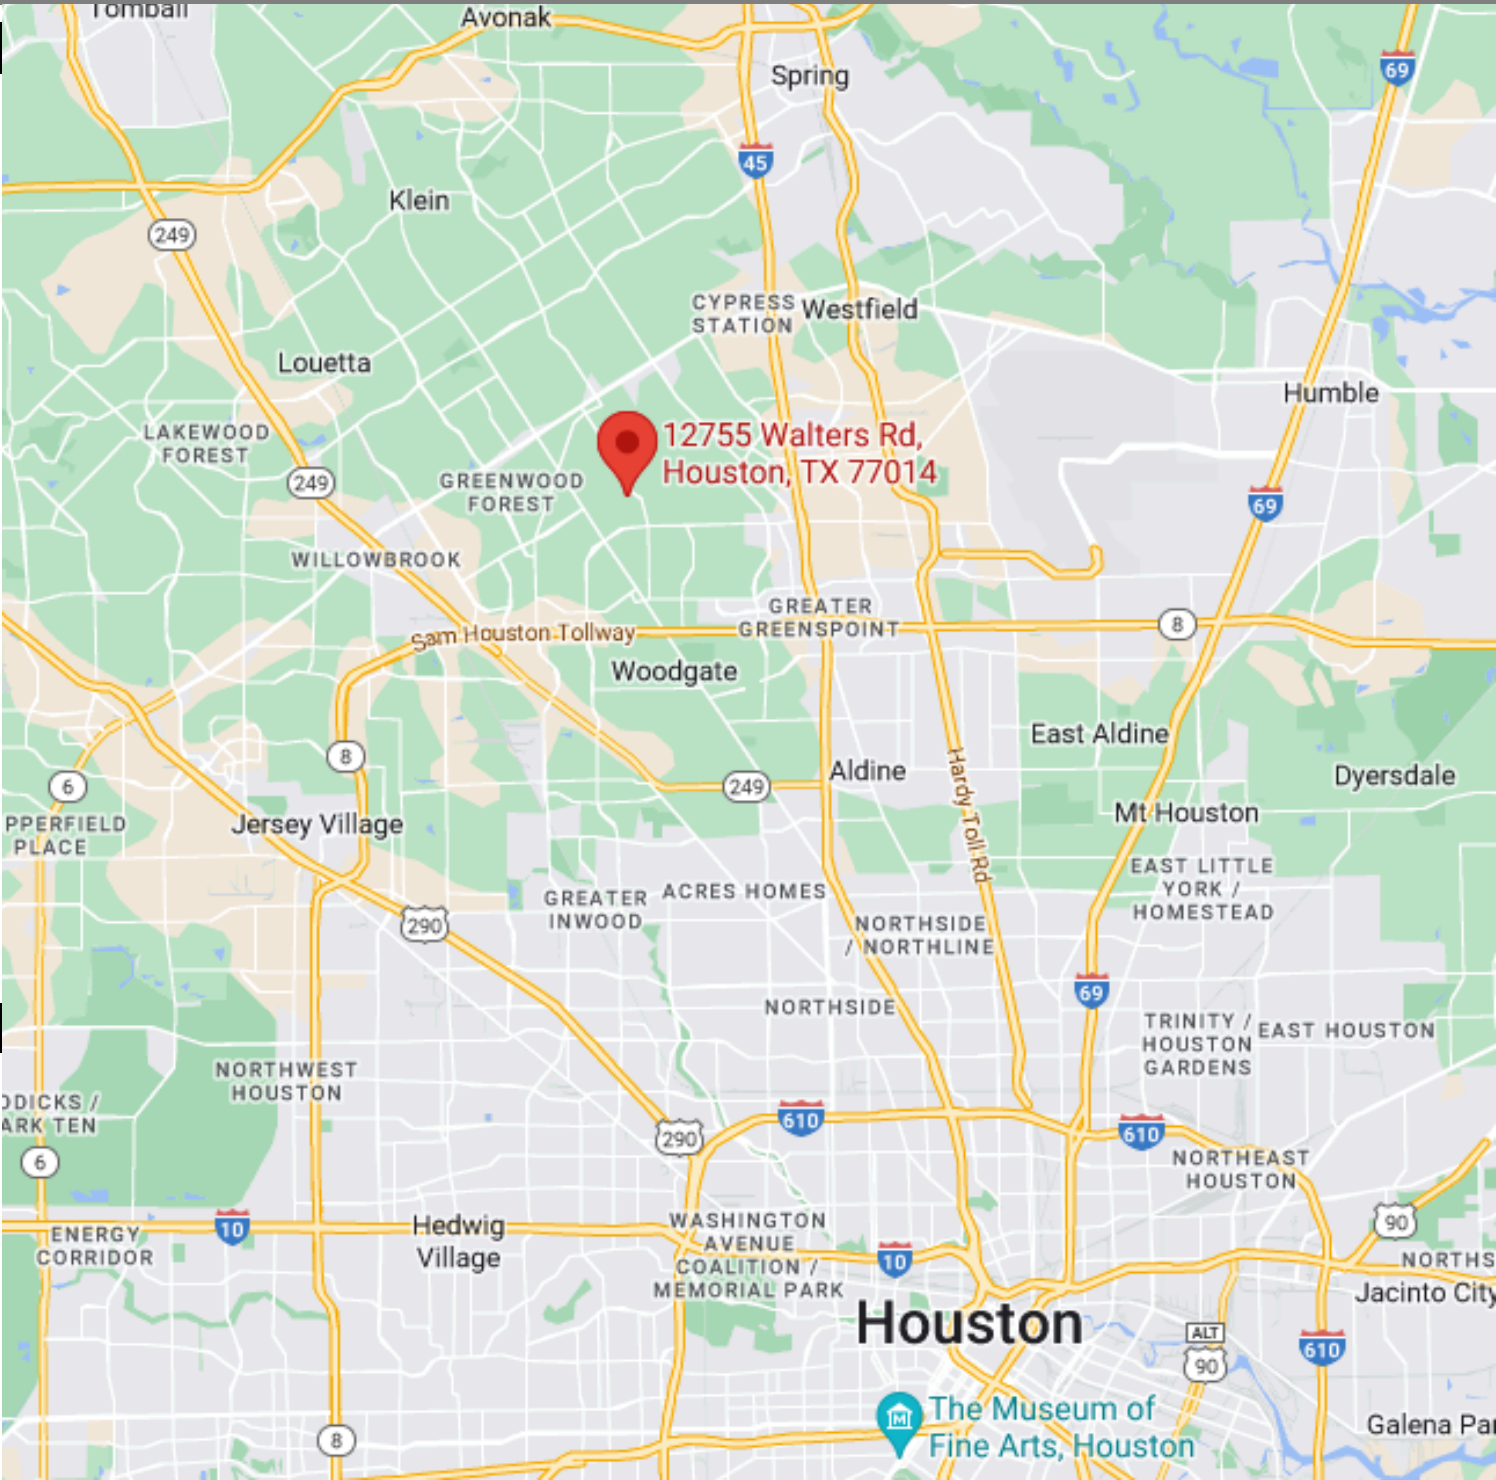 Tomball
Avonak
Spring
69
45
Klein
249
CYPRESS
STATION
Westfield
Louetta
Humble
LAKEWOOD
FOREST
12755 Walters Rd,
Houston, TX 77014
249
GREENWOOD
FOREST
69
WILLOWBROOK
GREATER
GREENSPOINT
8
Sam Houston Tollway
Woodgate
East Aldine
8
Hardy Toll Rd
Aldine
Dyersdale
6
249
Mt Houston
PPERFIELD
PLACE
Jersey Village
EAST LITTLE
YORK /
HOMESTEAD
GREATER
INWOOD
ACRES HOMES
290
NORTHSIDE
/ NORTHLINE
69
NORTHSIDE
TRINITY /
HOUSTON
GARDENS
EAST HOUSTON
NORTHWEST
HOUSTON
DDICKS /
ARK TEN
610
290
610
6
NORTHEAST
HOUSTON
10
Hedwig
Village
WASHINGTON
AVENUE
COALITION /
MEMORIAL PARK
90
ENERGY
CORRIDOR
10
NORTHS
Jacinto City
Houston
ALT
90
610
The Museum of
Fine Arts, Houston
Galena Par
8